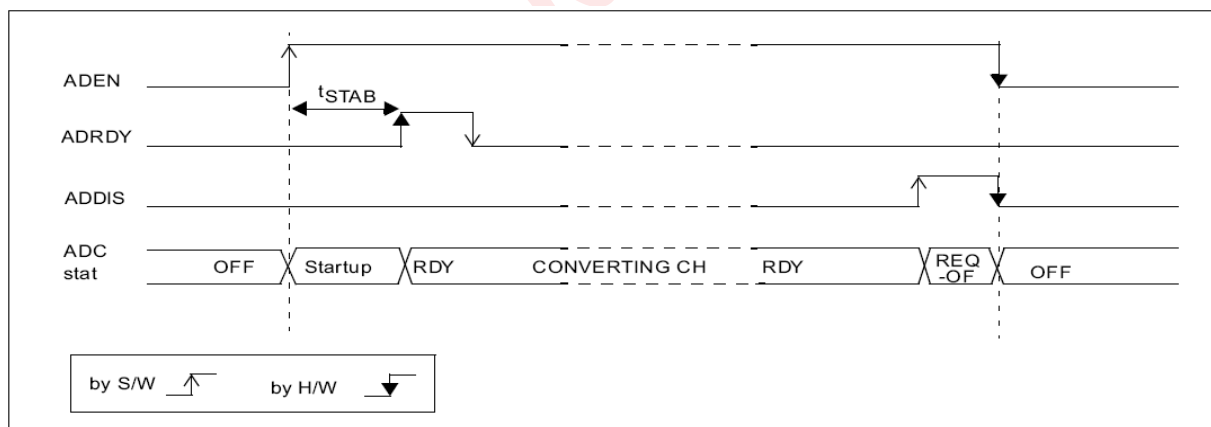 ADEN
tSTAB
ADRDY
ADDIS
ADC
stat
OFF
Startup
RDY
CONVERTING CH
RDY
REQ
-OF
OFF
by S/W
by H/W